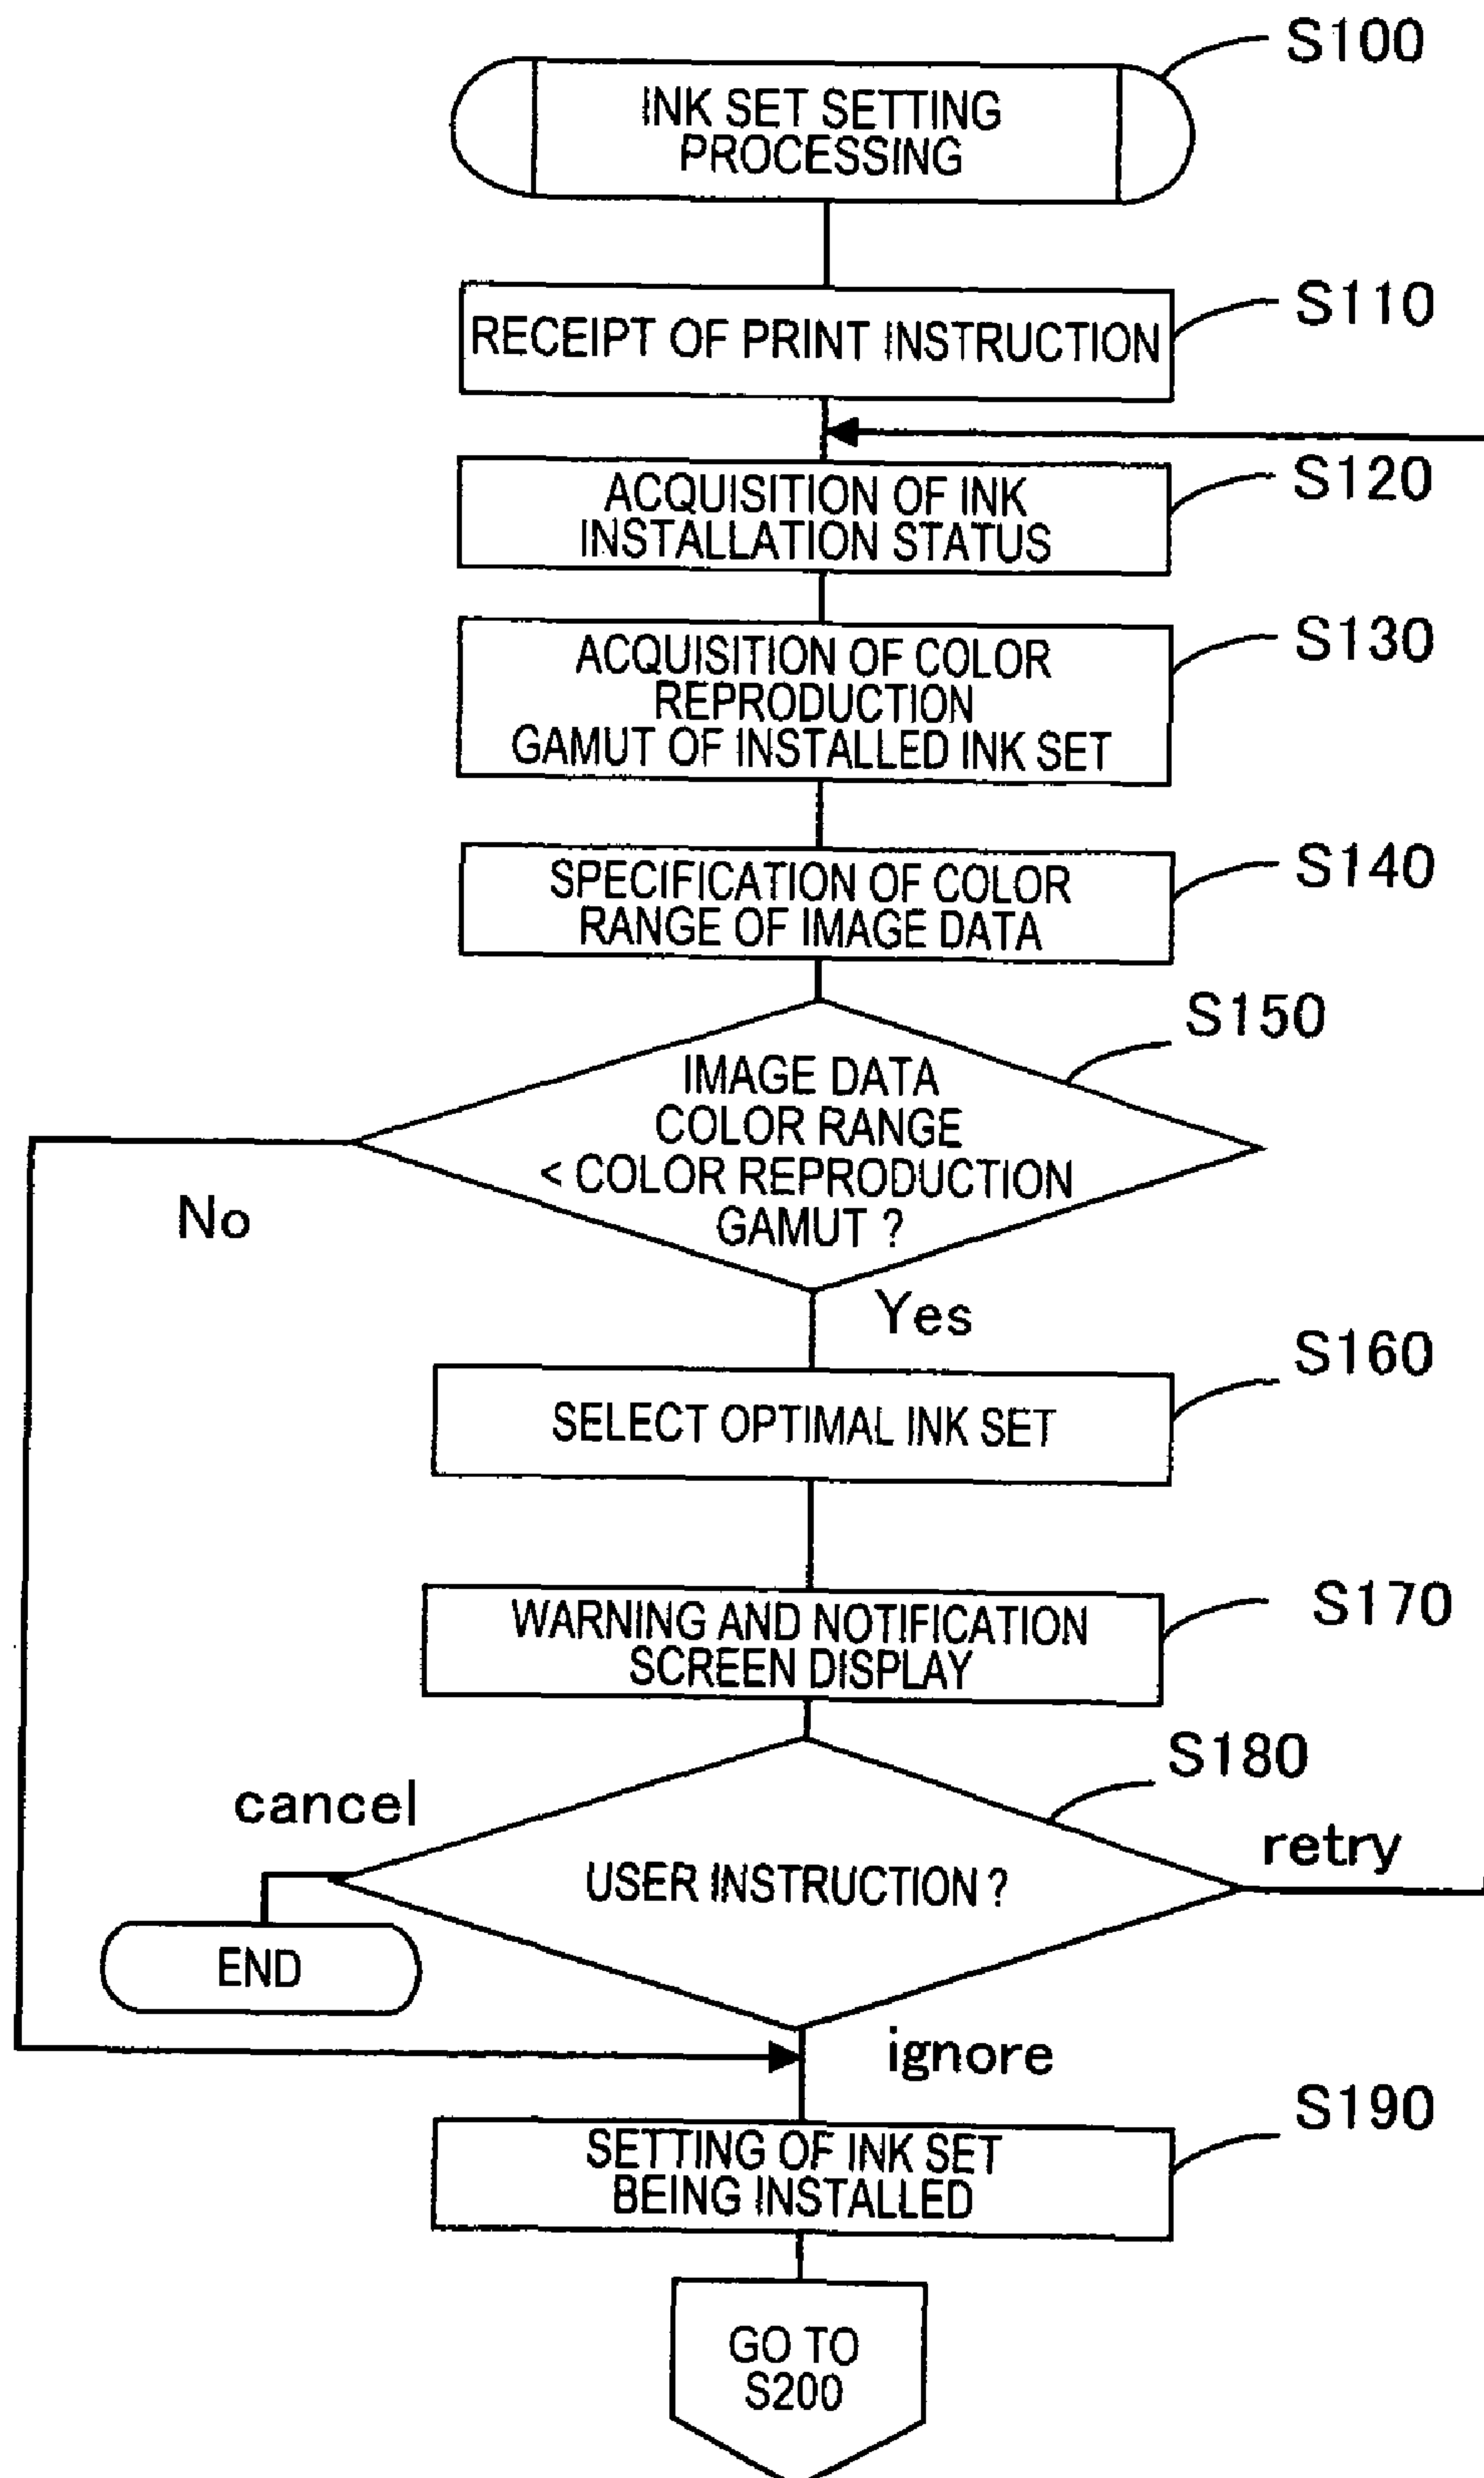 S100
INK SET SETTING
PROCESSING
S110
RECEIPT OF PRINT INSTRUCTION
S120
ACQUISITION OF INK
INSTALLATION STATUS
S130
ACQUISITION OF COLOR
REPRODUCTION
GAMUT OF INSTALLED INK SET
S140
SPECIFICATION OF COLOR
RANGE OF IMAGE DATA
S150
IMAGE DATA
COLOR RANGE
< COLOR REPRODUCTION
GAMUT ?
No
Yes
S160
SELECT OPTIMAL INK SET
S170
WARNING AND NOTIFICATION
SCREEN DISPLAY
S180
cancel
retry
USER INSTRUCTION ?
END
ignore
S190
SETTING OF INK SET
BEING INSTALLED
GO TO
S200